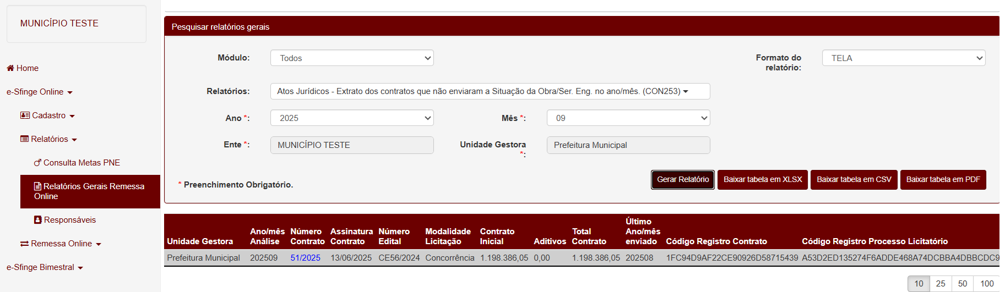 MUNICÍPIO TESTE
Home
e-Sfinge Online
Cadastro
Relatórios
Consulta Metas PNE
Relatórios Gerais Remessa
Online
Responsáveis
Remessa Online
e-Sfinge Bimestral
Pesquisar relatórios gerais
Módulo: Todos Formato do
relatório: TELA
Relatórios: Atos Jurídicos - Extrato dos contratos que não enviaram a Situação da Obra/Ser. Eng. no ano/mês. (CON253)
Ano *: 2025 Mês *: 09
Ente *: MUNICÍPIO TESTE Unidade Gestora
*: Prefeitura Municipal
* Preenchimento Obrigatório.
Gerar Relatório Baixar tabela em XLSX Baixar tabela em CSV Baixar tabela em PDF
Unidade Gestora Ano/mês Análise Número Contrato Assinatura Contrato Número Edital Modalidade Licitação Contrato Inicial Aditivos Total Contrato Último Ano/mês enviado Código Registro Contrato Código Registro Processo Licitatório
Prefeitura Municipal 202509 51/2025 13/06/2025 CE56/2024 Concorrência 1.198.386,05 0,00 1.198.386,05 202508 1FC94D9AF22CE90926D58715439 A53D2ED135274F6ADDE468A74DCBBA4DBBCDC9
10 25 50 100